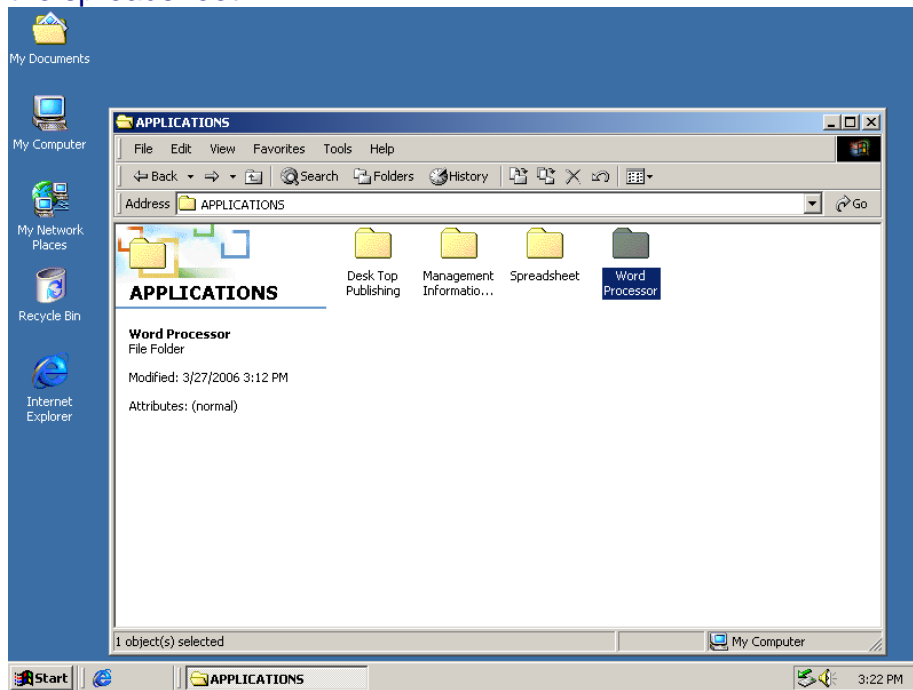 My Documents
My Computer
My Network
Places
Recycle Bin
Internet
Explorer
APPLICATIONS
File Edit View Favorites Tools Help
Back Search Folders History
Address APPLICATIONS Go
APPLICATIONS
Word Processor
File Folder
Modified: 3/27/2006 3:12 PM
Attributes: (normal)
Desk Top
Publishing
Management
Informatio...
Spreadsheet
Word
Processor
1 object(s) selected My Computer
Start APPLICATIONS 3:22 PM